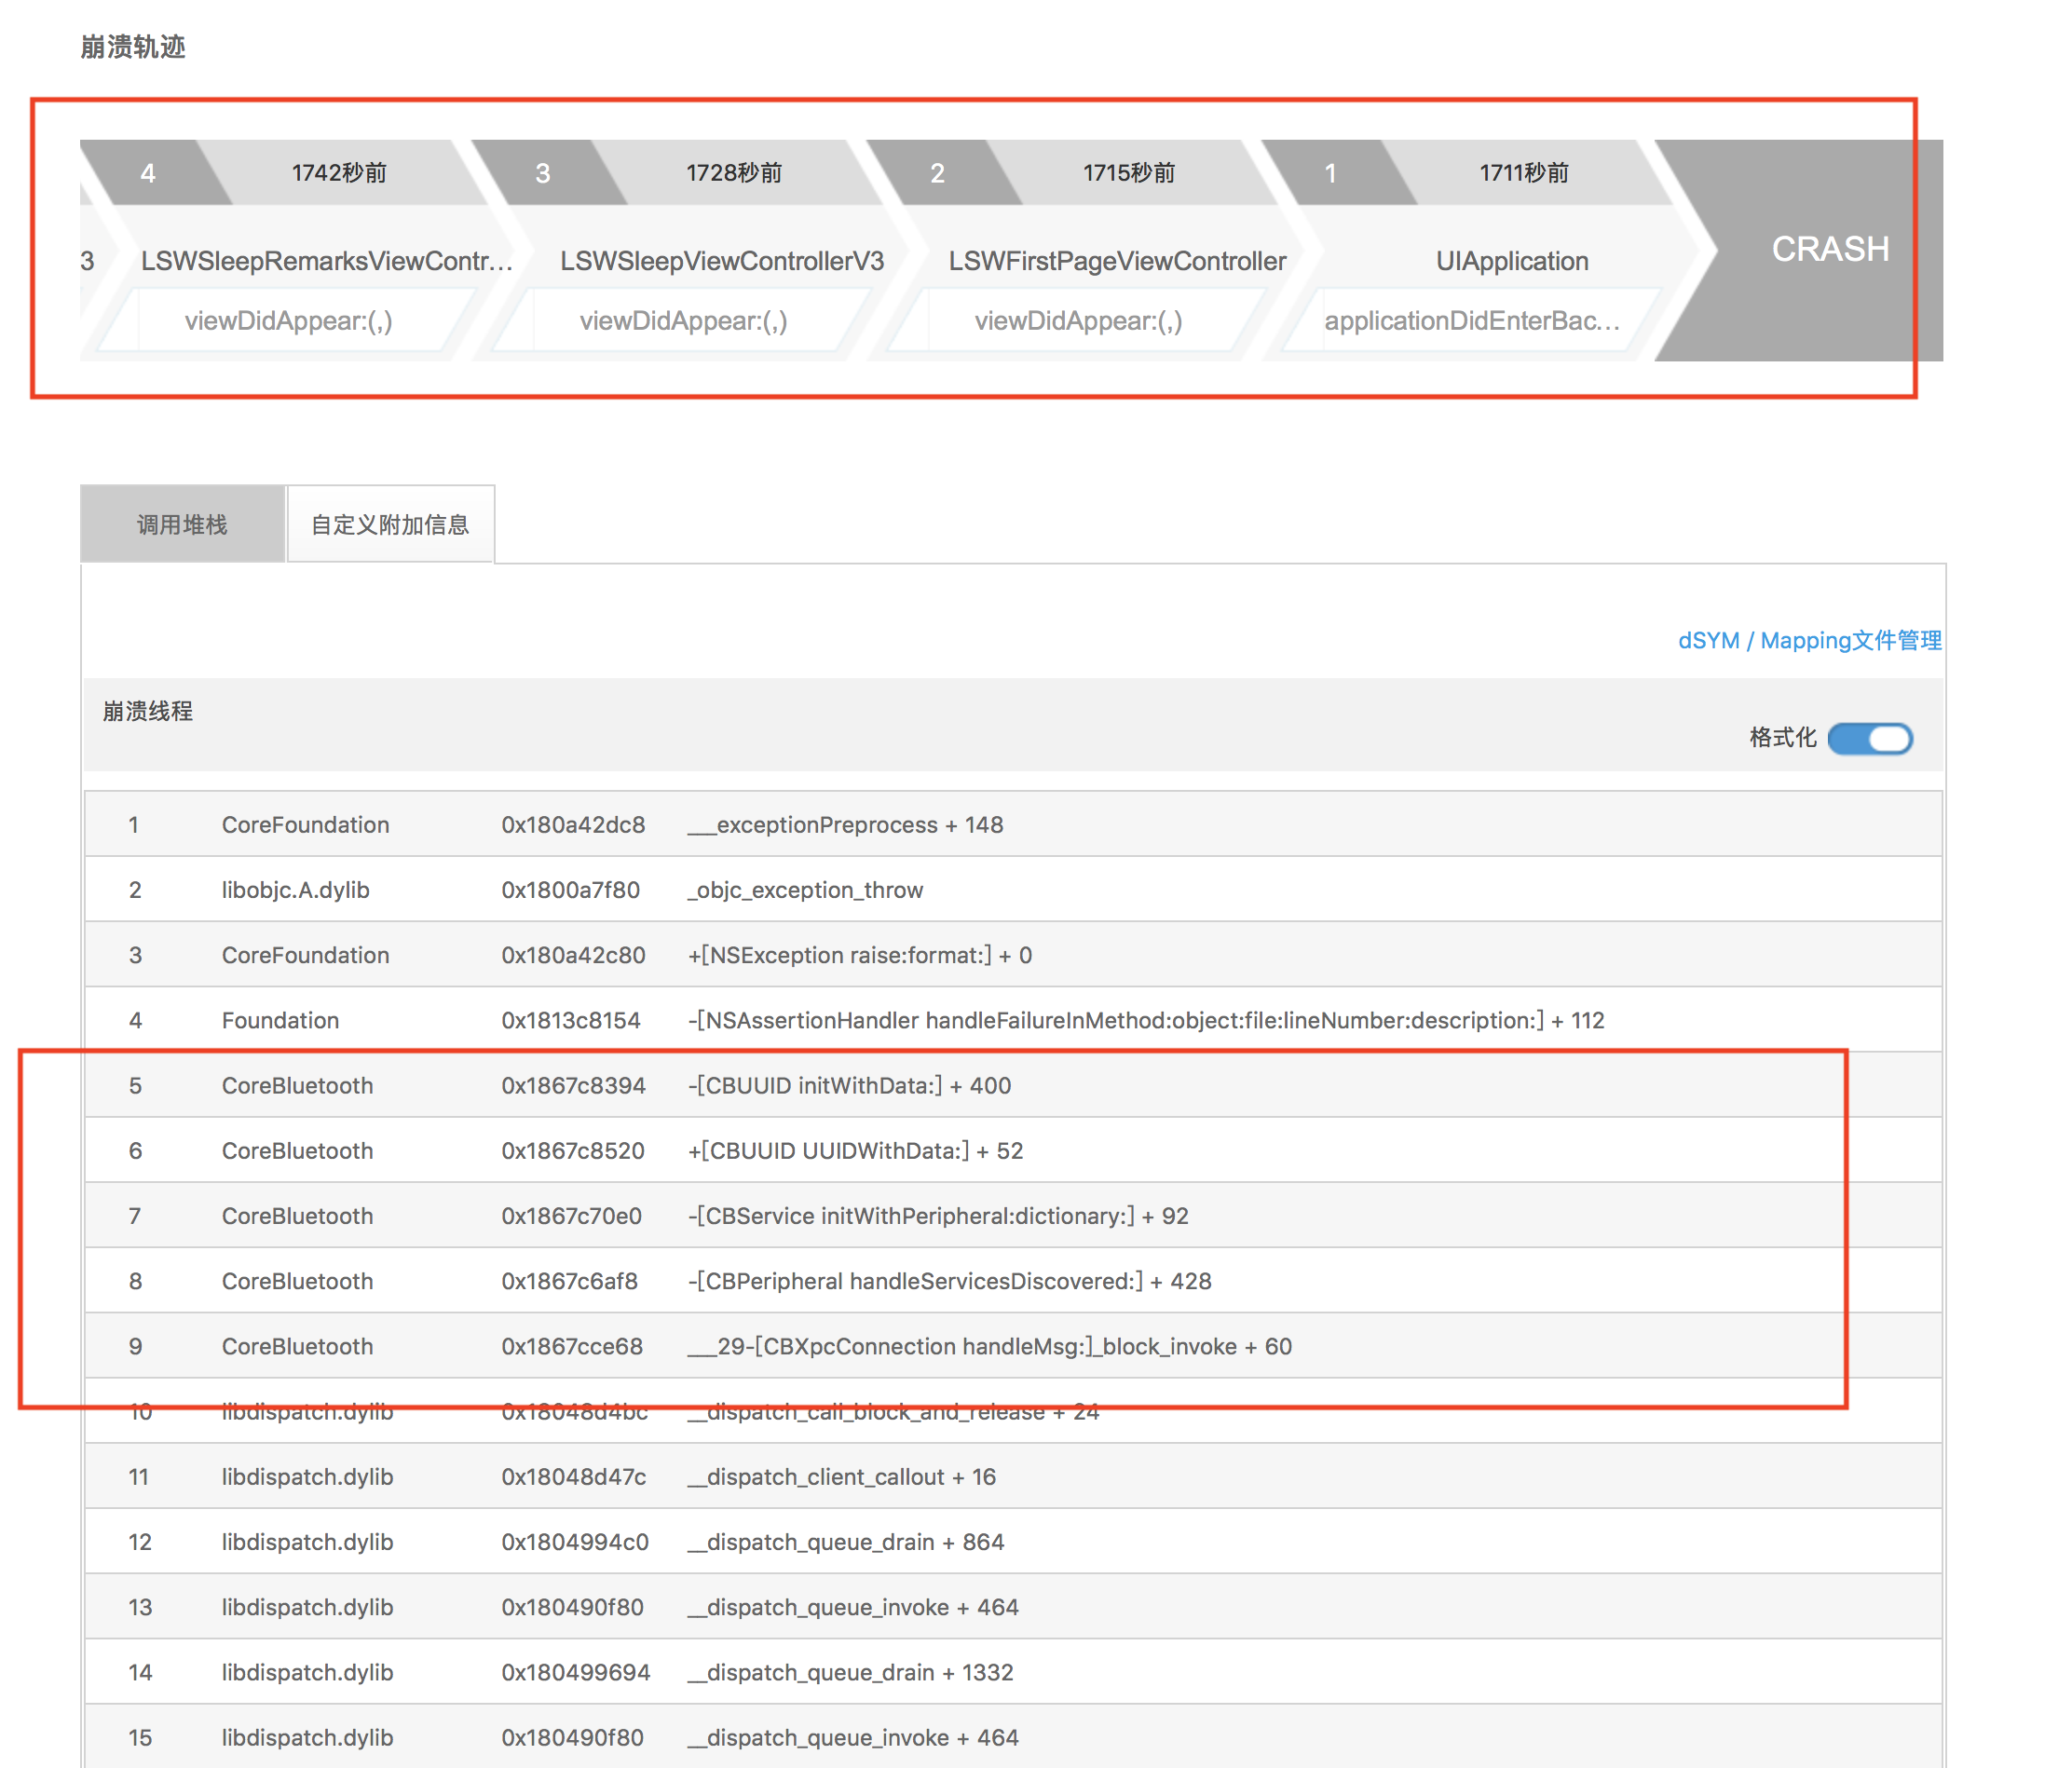 崩溃轨迹
4 1742秒前 3 1728秒前 2 1715秒前 1 1711秒前
3 LSWSleepRemarksViewContr... LSWSleepViewControllerV3 LSWFirstPageViewController UIApplication CRASH
viewDidAppear:(,) viewDidAppear:(,) viewDidAppear:(,) applicationDidEnterBac...
调用堆栈 自定义附加信息
dSYM / Mapping文件管理
崩溃线程
格式化
1 CoreFoundation 0x180a42dc8 ___exceptionPreprocess + 148
2 libobjc.A.dylib 0x1800a7f80 _objc_exception_throw
3 CoreFoundation 0x180a42c80 +[NSException raise:format:] + 0
4 Foundation 0x1813c8154 -[NSAssertionHandler handleFailureInMethod:object:file:lineNumber:description:] + 112
5 CoreBluetooth 0x1867c8394 -[CBUUID initWithData:] + 400
6 CoreBluetooth 0x1867c8520 +[CBUUID UUIDWithData:] + 52
7 CoreBluetooth 0x1867c70e0 -[CBService initWithPeripheral:dictionary:] + 92
8 CoreBluetooth 0x1867c6af8 -[CBPeripheral handleServicesDiscovered:] + 428
9 CoreBluetooth 0x1867cce68 ___29-[CBXpcConnection handleMsg:]_block_invoke + 60
10 libdispatch.dylib 0x18048d4bc __dispatch_call_block_and_release + 24
11 libdispatch.dylib 0x18048d47c __dispatch_client_callout + 16
12 libdispatch.dylib 0x1804994c0 __dispatch_queue_drain + 864
13 libdispatch.dylib 0x180490f80 __dispatch_queue_invoke + 464
14 libdispatch.dylib 0x180499694 __dispatch_queue_drain + 1332
15 libdispatch.dylib 0x180490f80 __dispatch_queue_invoke + 464